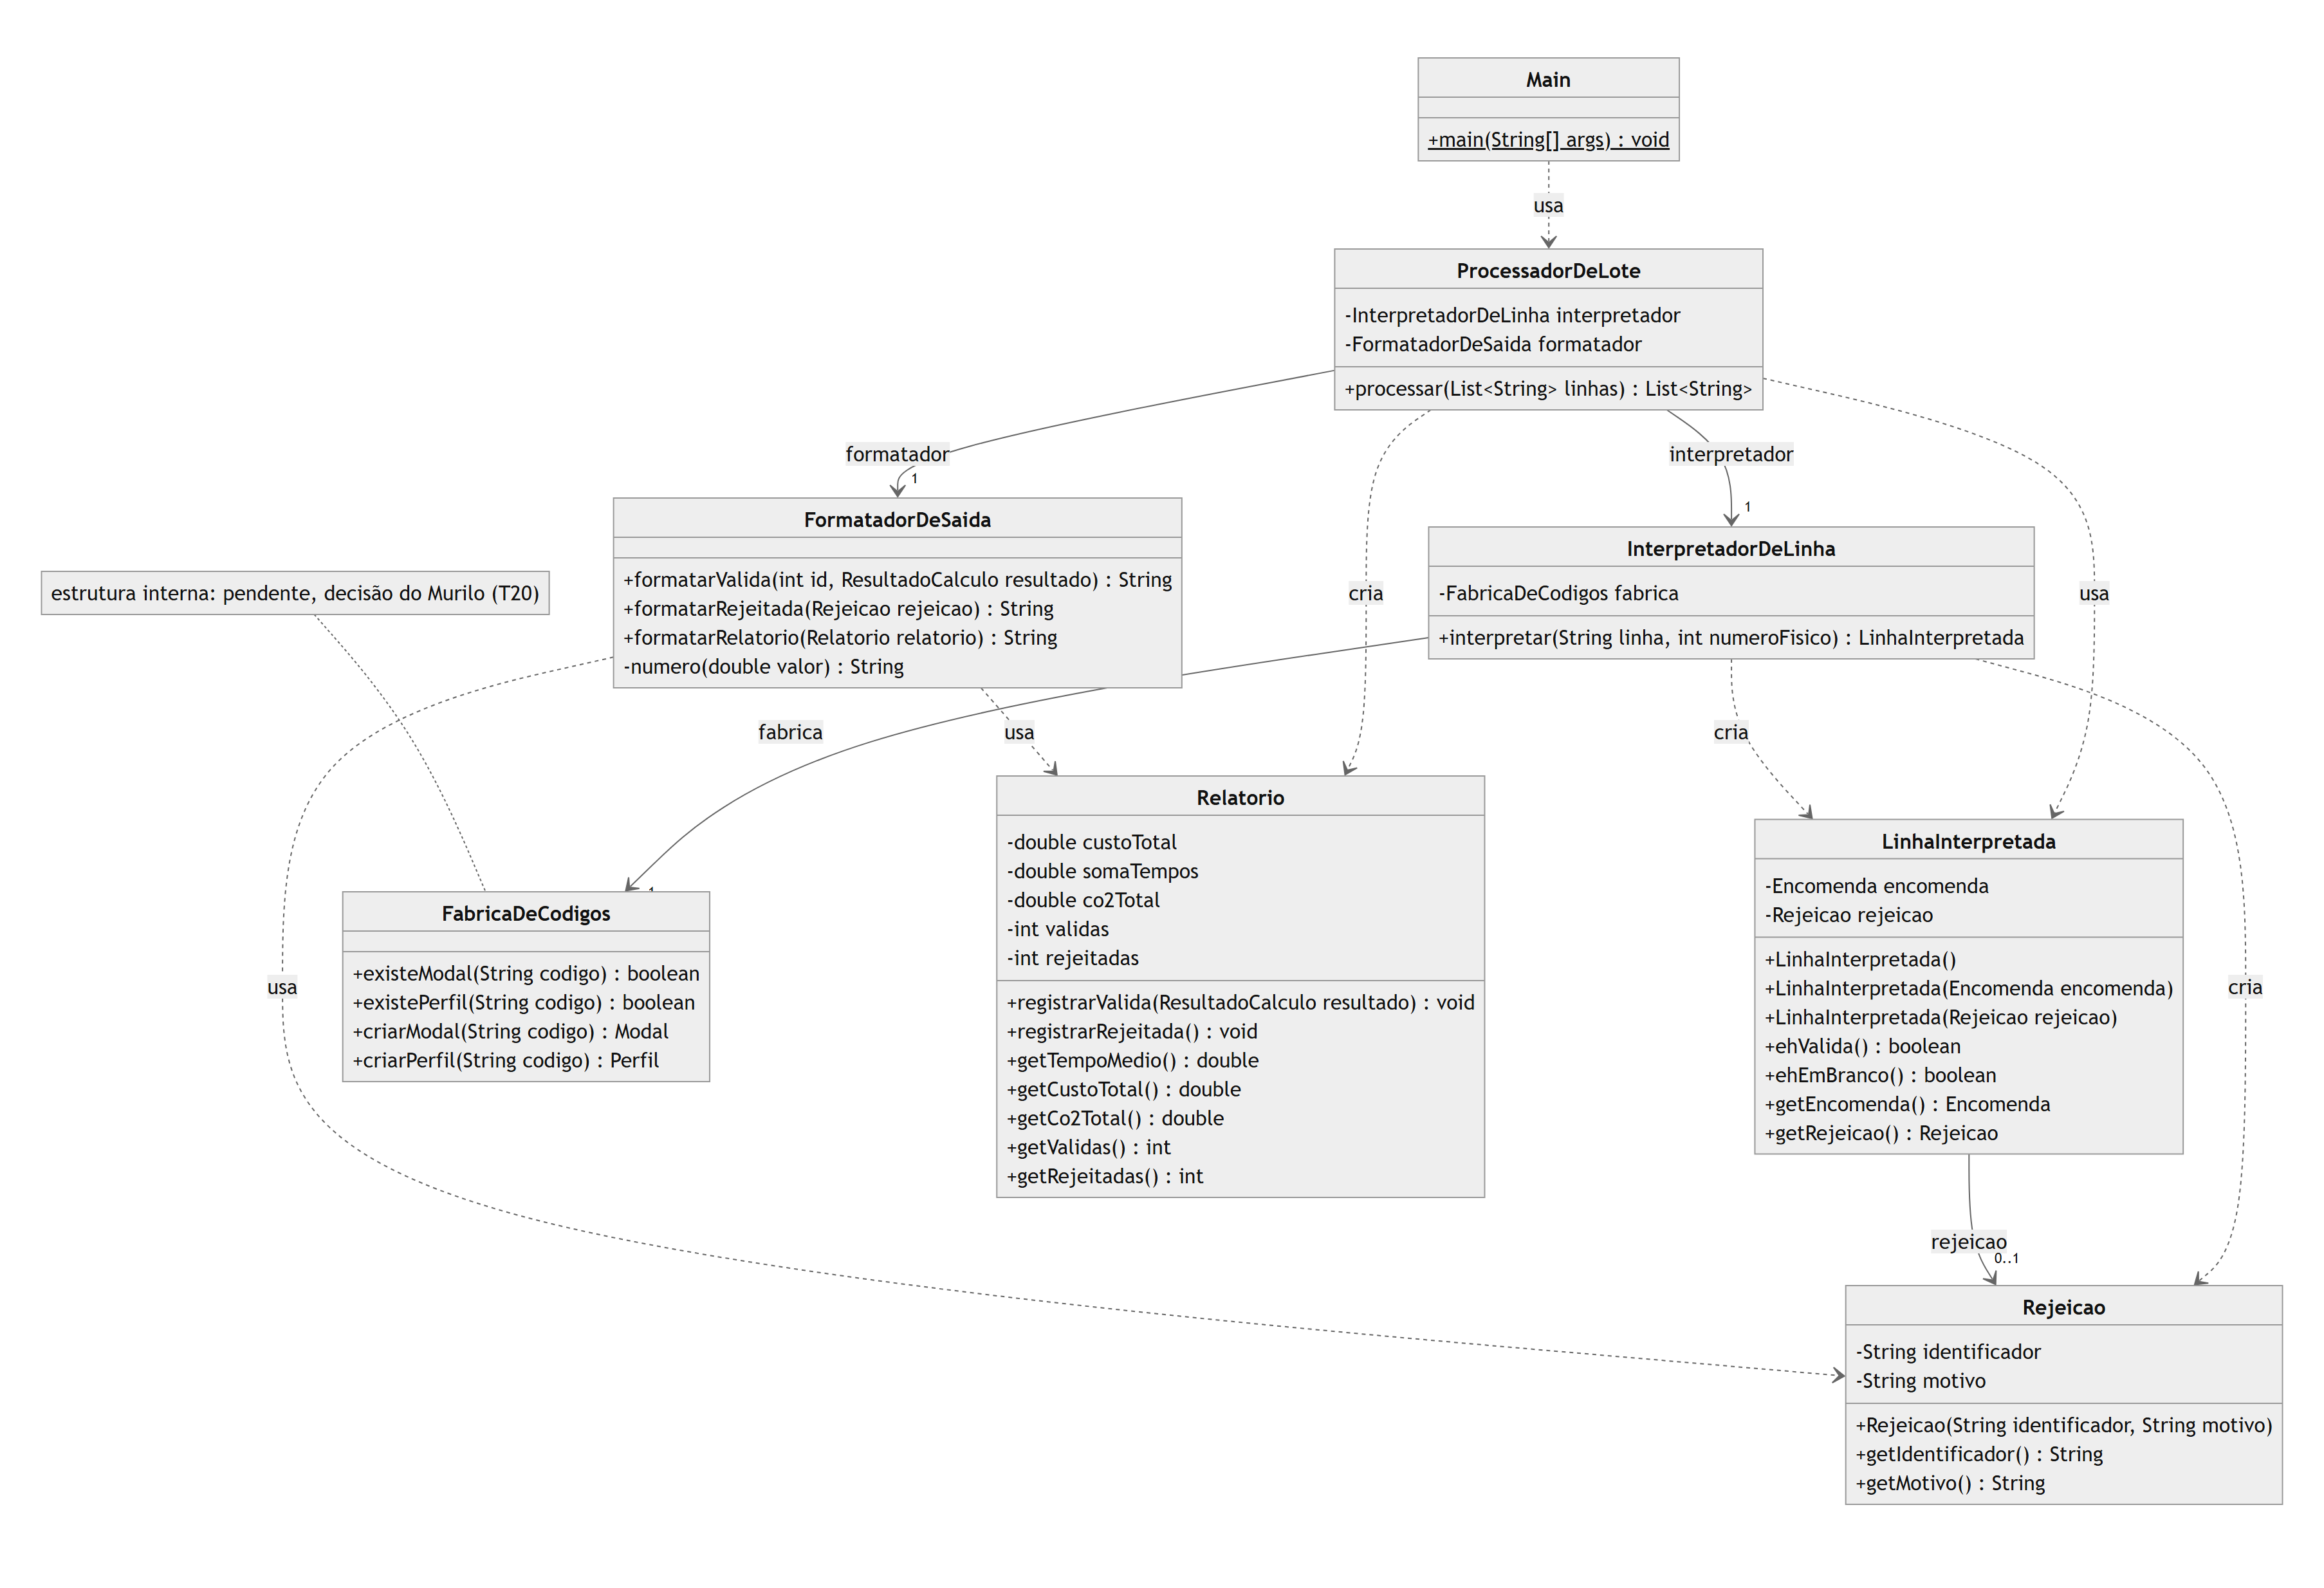 Main
+main(String[] args) : void
usa
ProcessadorDeLote
-InterpretadorDeLinha interpretador
-FormatadorDeSaida formatador
+processar(List<String> linhas) : List<String>
formatador
1
interpretador
1
FormatadorDeSaida
+formatarValida(int id, ResultadoCalculo resultado) : String
+formatarRejeitada(Rejeicao rejeicao) : String
+formatarRelatorio(Relatorio relatorio) : String
-numero(double valor) : String
cria
InterpretadorDeLinha
-FabricaDeCodigos fabrica
+interpretar(String linha, int numeroFisico) : LinhaInterpretada
usa
estrutura interna: pendente, decisão do Murilo (T20)
fabrica
usa
cria
Relatorio
-double custoTotal
-double somaTempos
-double co2Total
-int validas
-int rejeitadas
+registrarValida(ResultadoCalculo resultado) : void
+registrarRejeitada() : void
+getTempoMedio() : double
+getCustoTotal() : double
+getCo2Total() : double
+getValidas() : int
+getRejeitadas() : int
LinhaInterpretada
-Encomenda encomenda
-Rejeicao rejeicao
+LinhaInterpretada()
+LinhaInterpretada(Encomenda encomenda)
+LinhaInterpretada(Rejeicao rejeicao)
+ehValida() : boolean
+ehEmBranco() : boolean
+getEncomenda() : Encomenda
+getRejeicao() : Rejeicao
FabricaDeCodigos
+existeModal(String codigo) : boolean
+existePerfil(String codigo) : boolean
+criarModal(String codigo) : Modal
+criarPerfil(String codigo) : Perfil
usa
cria
rejeicao
0..1
Rejeicao
-String identificador
-String motivo
+Rejeicao(String identificador, String motivo)
+getIdentificador() : String
+getMotivo() : String